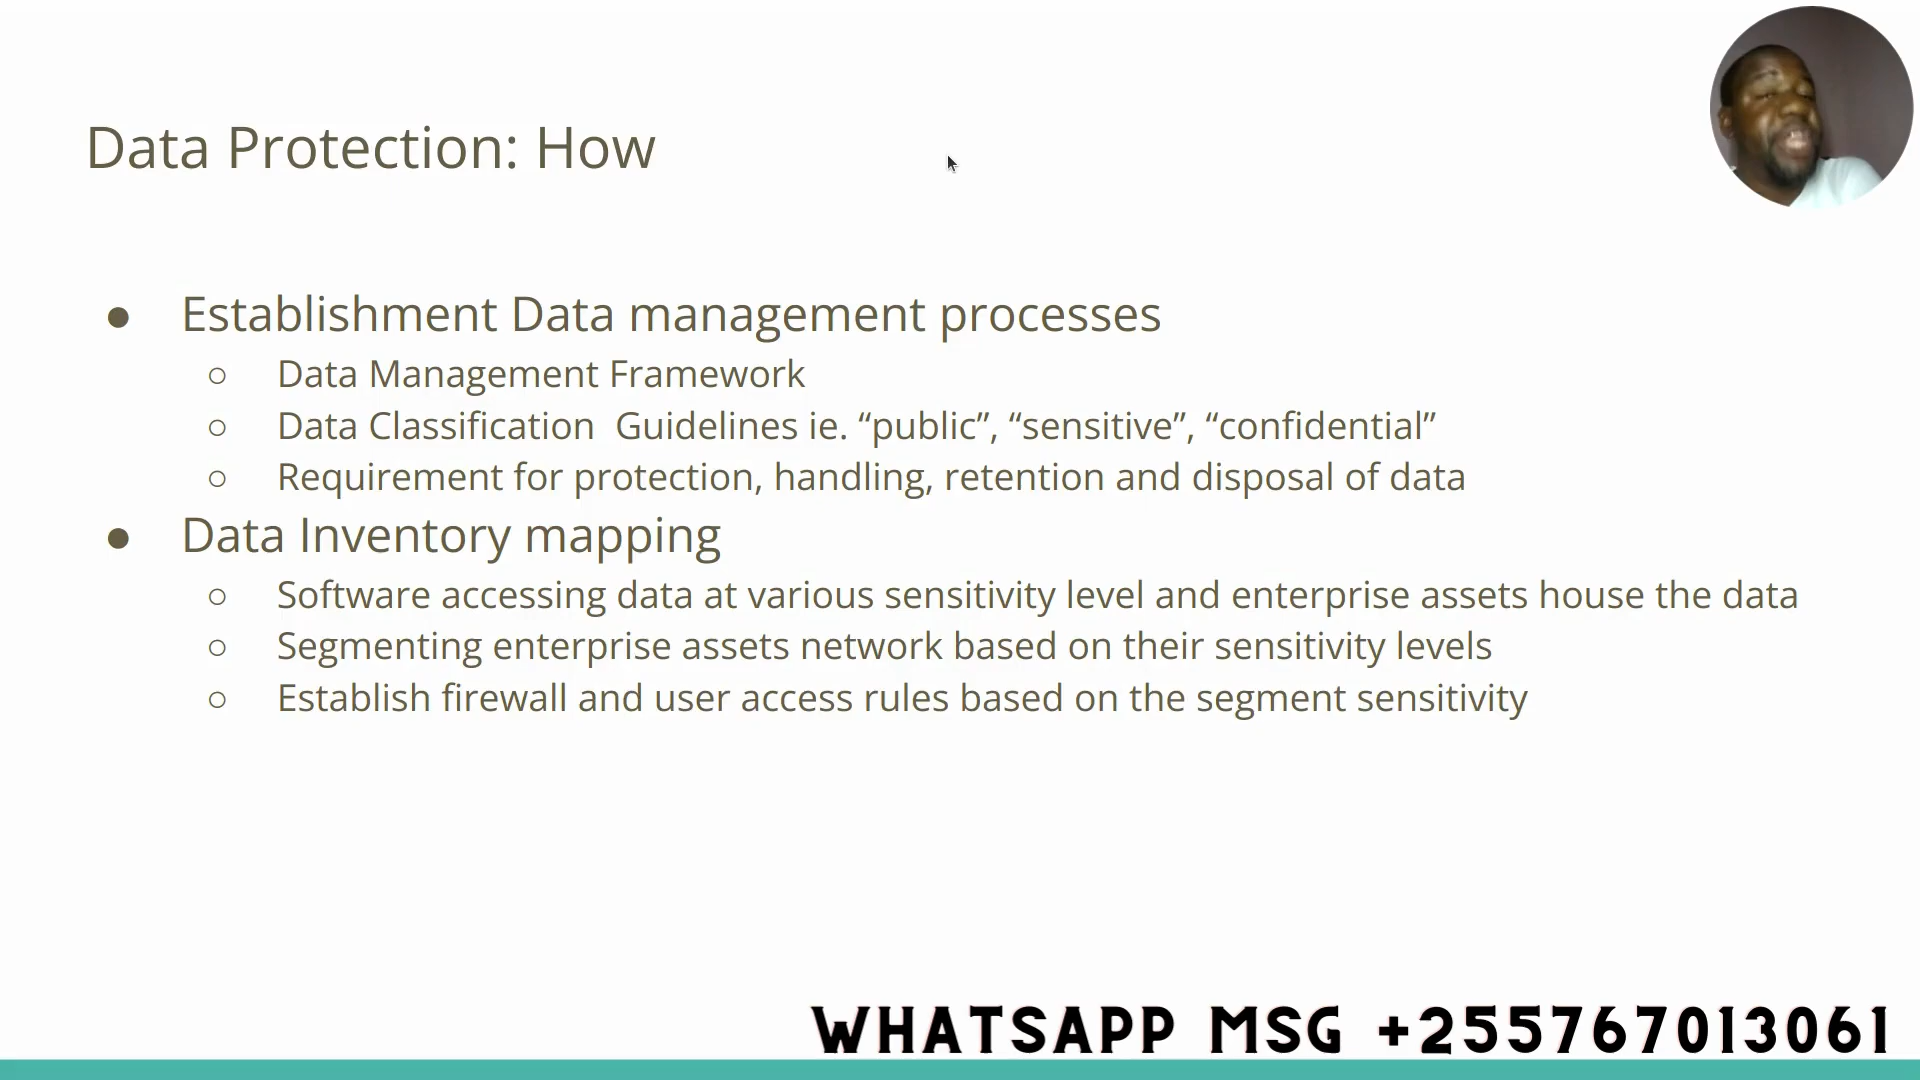 Data Protection: How
● Establishment Data management processes
○ Data Management Framework
○ Data Classification  Guidelines ie. “public”, “sensitive”, “confidential”
○ Requirement for protection, handling, retention and disposal of data
● Data Inventory mapping
○ Software accessing data at various sensitivity level and enterprise assets house the data
○ Segmenting enterprise assets network based on their sensitivity levels
○ Establish firewall and user access rules based on the segment sensitivity
WHATSAPP MSG +255767013061